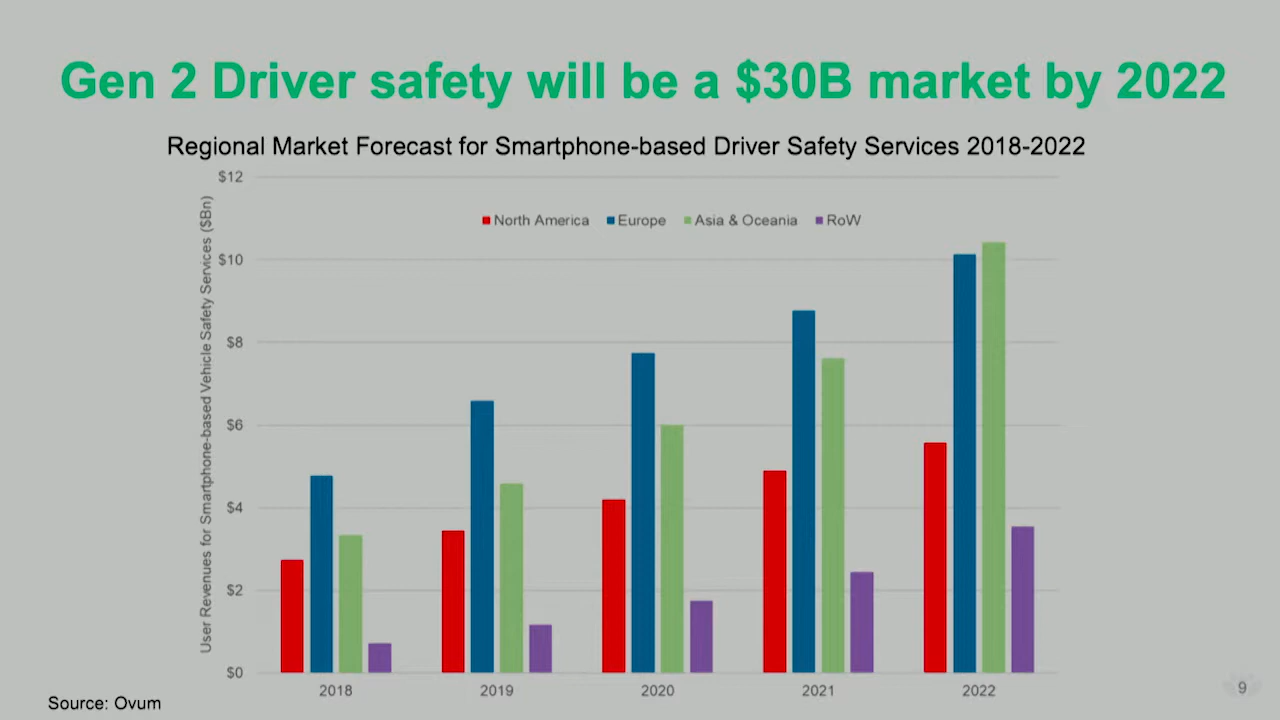 Gen 2 Driver safety will be a $30B market by 2022
Regional Market Forecast for Smartphone-based Driver Safety Services 2018-2022
User Revenues for Smartphone-based Vehicle Safety Services ($Bn)
$12
North America Europe Asia & Oceania RoW
$10
$8
$6
$4
$2
$0
2018 2019 2020 2021 2022
Source: Ovum
9